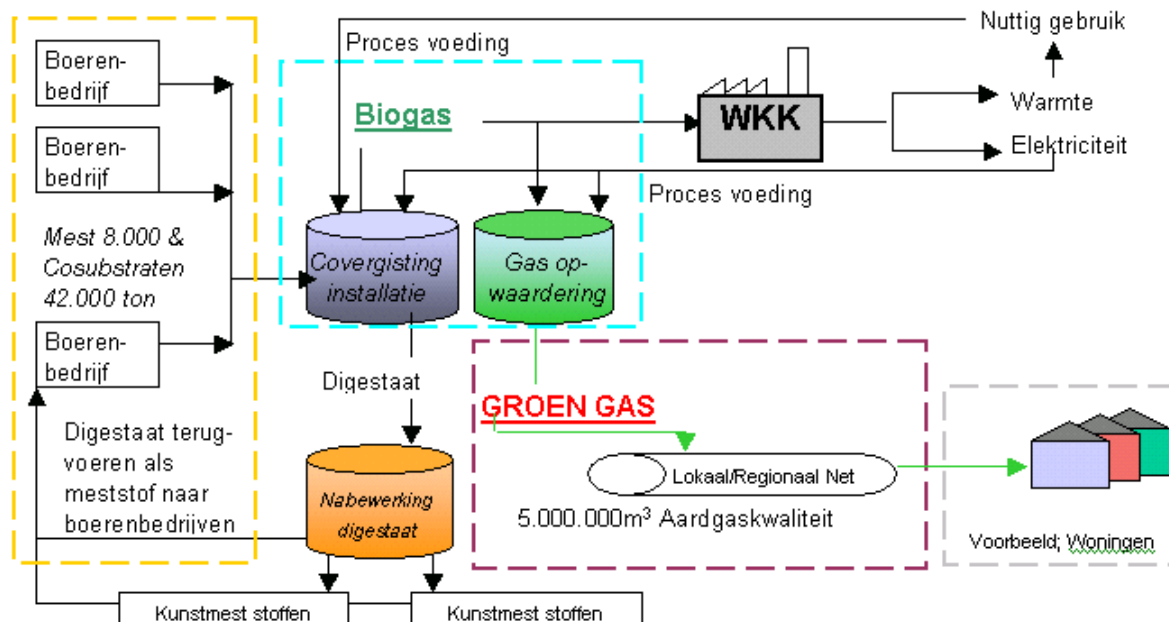 Nuttig gebruik
Proces voeding
Boeren-
bedrijf
Biogas
WKK
Warmte
Elektriciteit
Boeren-
bedrijf
Proces voeding
Mest 8.000 &
Cosubstraten
42.000 ton
Covergisting
installatie
Gas op-
waardering
Boeren-
bedrijf
Digestaat
GROEN GAS
Digestaat terug-
voeren als
meststof naar
boerenbedrijven
Nabewerking
digestaat
Lokaal/Regionaal Net
5.000.000m³ Aardgaskwaliteit
Voorbeeld; Woningen
Kunstmest stoffen
Kunstmest stoffen